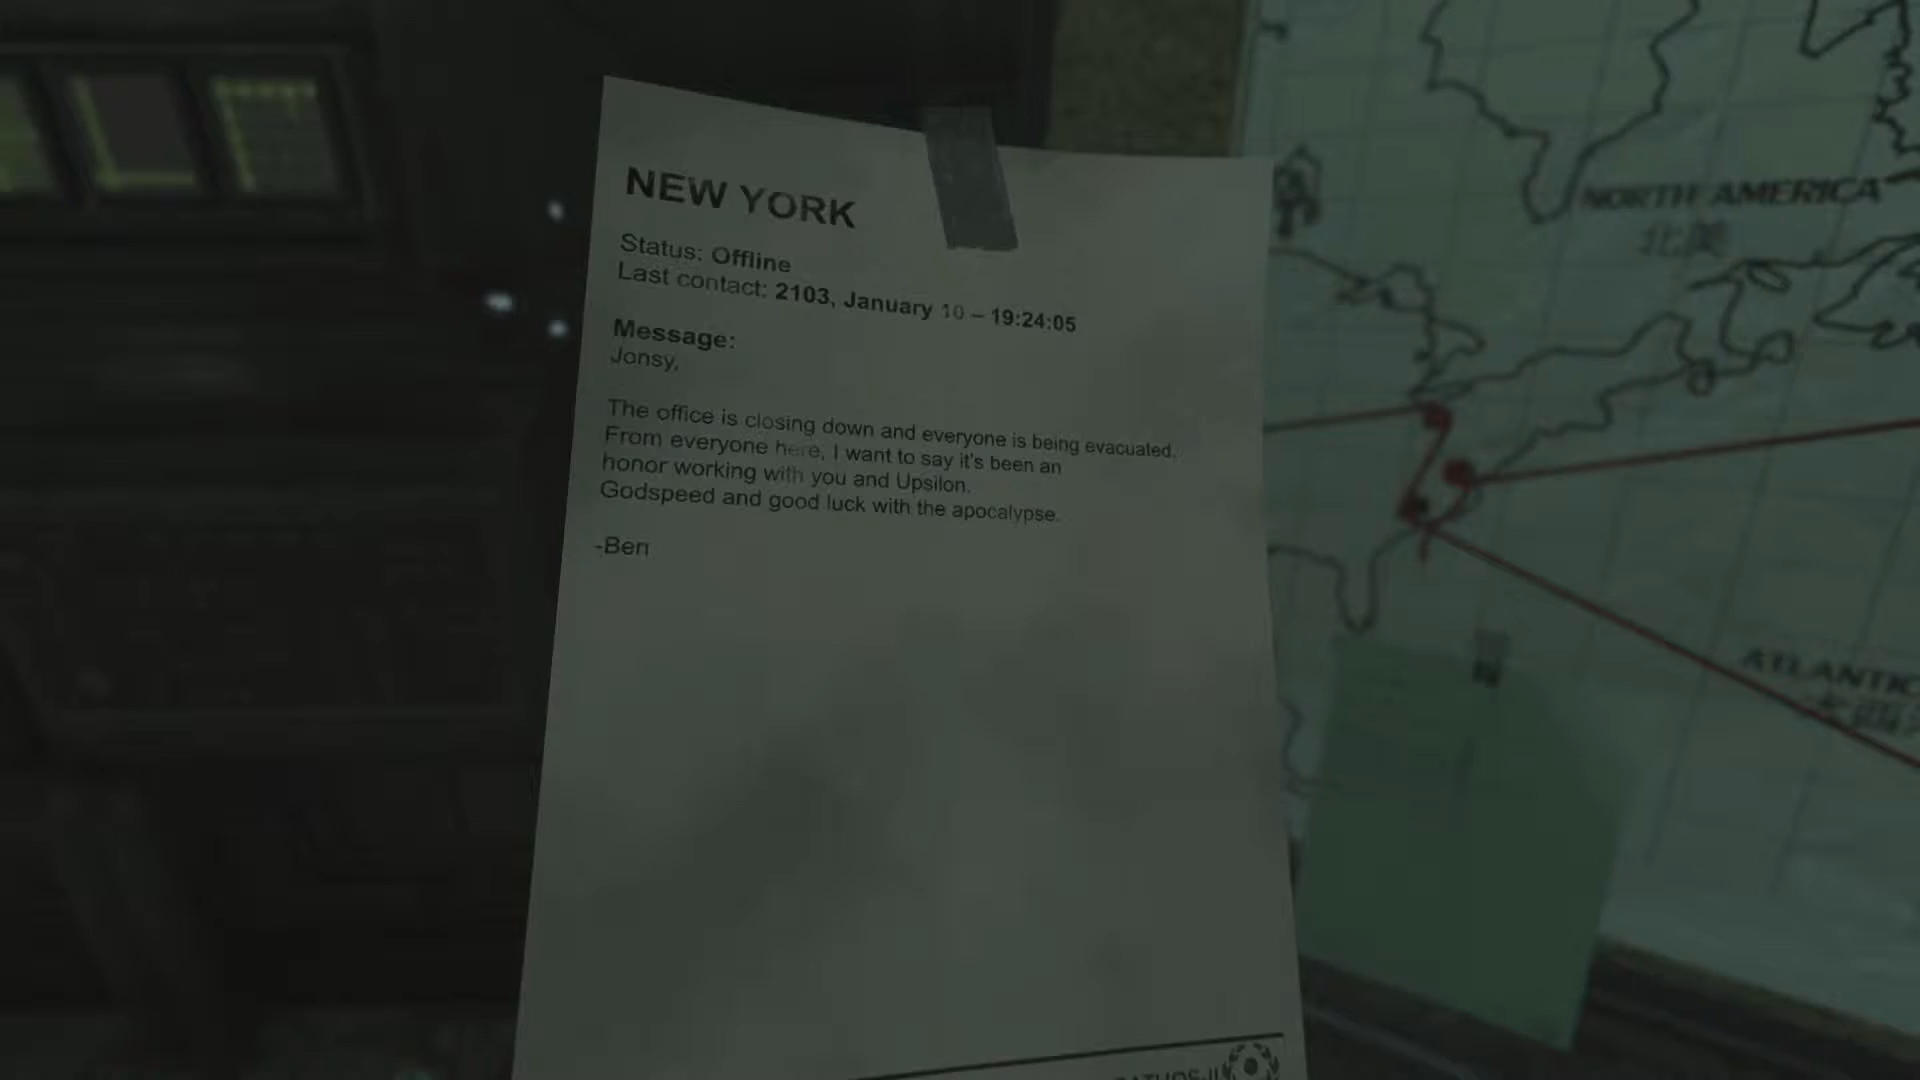 NEW YORK
Status: Offline
Last contact: 2103, January 10 – 19:24:05
Message:
Jonsy,
The office is closing down and everyone is being evacuated.
From everyone here, I want to say it's been an
honor working with you and Upsilon.
Godspeed and good luck with the apocalypse.
-Ben
NORTH AMERICA
北美
ATLANTIC